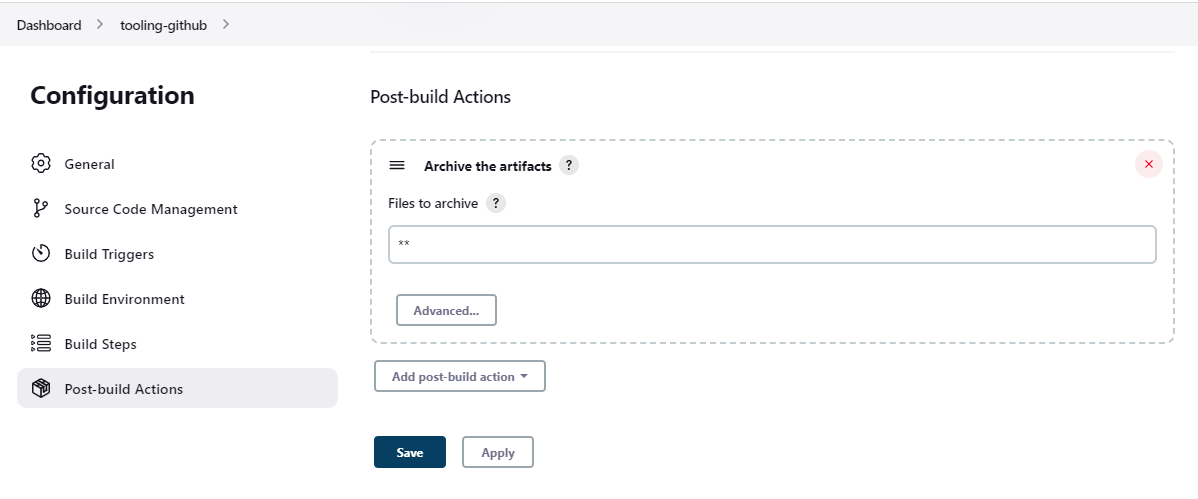 Dashboard > tooling-github >
Configuration
General
Source Code Management
Build Triggers
Build Environment
Build Steps
Post-build Actions
Post-build Actions
Archive the artifacts ?
Files to archive ?
**
Advanced...
Add post-build action
Save Apply